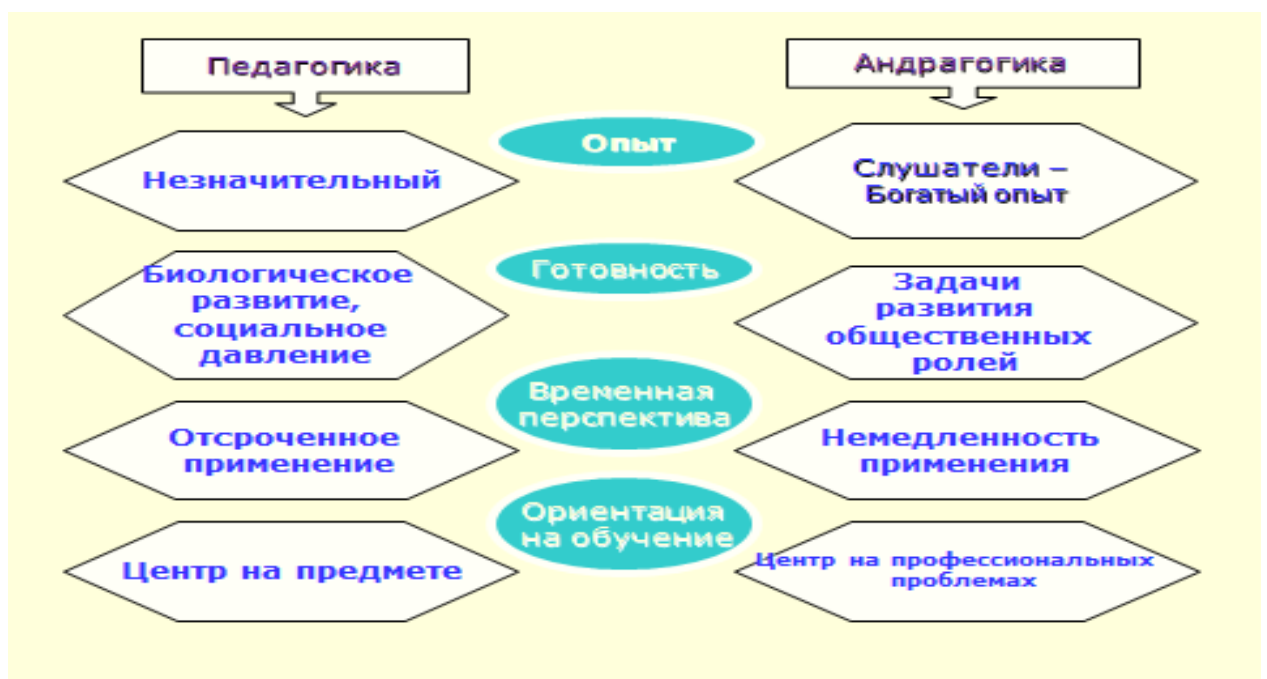 Педагогика
Андрагогика
Опыт
Незначительный
Слушатели –
Богатый опыт
Готовность
Биологическое
развитие,
социальное
давление
Задачи
развития
общественных
ролей
Временная
перспектива
Отсроченное
применение
Немедленность
применения
Ориентация
на обучение
Центр на предмете
Центр на профессиональных
проблемах